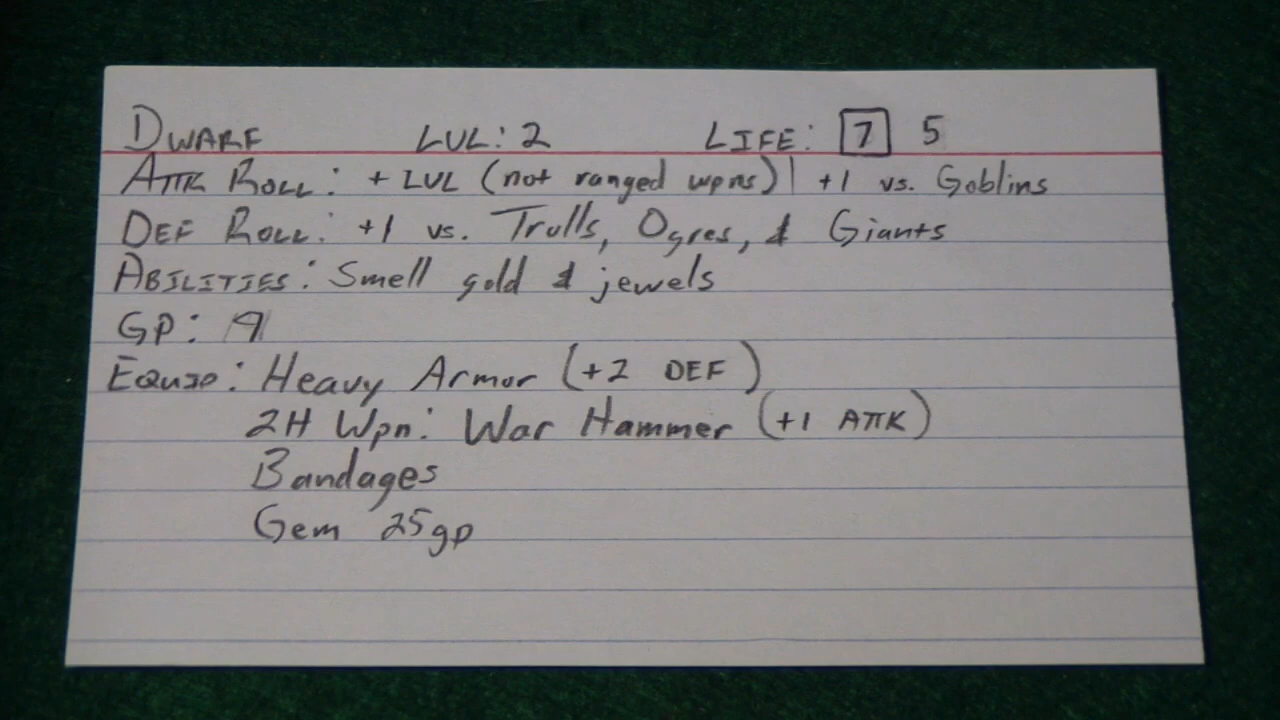 DWARF LVL: 2 LIFE: 7 5
ATTK ROLL: + LVL (not ranged wpns) | +1 vs. Goblins
DEF ROLL: +1 vs. Trolls, Ogres, & Giants
ABILITIES: Smell gold & jewels
GP: 9
EQUIP: Heavy Armor (+2 DEF)
2H Wpn: War Hammer (+1 ATTK)
Bandages
Gem 25gp